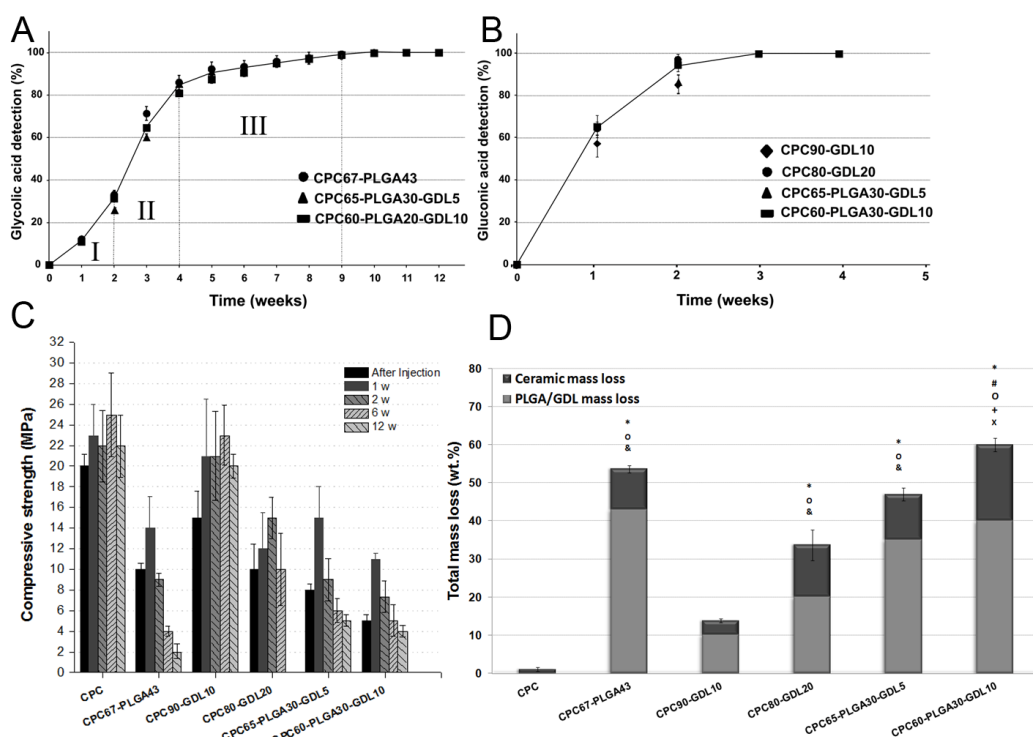 A
Glycolic acid detection (%)
100
80
60
40
20
0
I
II
III
CPC67-PLGA43
CPC65-PLGA30-GDL5
CPC60-PLGA20-GDL10
0 1 2 3 4 5 6 7 8 9 10 11 12
Time (weeks)
B
Gluconic acid detection (%)
100
80
60
40
20
0
CPC90-GDL10
CPC80-GDL20
CPC65-PLGA30-GDL5
CPC60-PLGA30-GDL10
0 1 2 3 4 5
Time (weeks)
C
Compressive strength (MPa)
32
30
28
26
24
22
20
18
16
14
12
10
8
6
4
2
0
After Injection
1 w
2 w
6 w
12 w
CPC
CPC67-PLGA43
CPC90-GDL10
CPC80-GDL20
CPC65-PLGA30-GDL5
CPC60-PLGA30-GDL10
D
Total mass loss (wt.%)
80
70
60
50
40
30
20
10
0
Ceramic mass loss
PLGA/GDL mass loss
*
o
&
*
o
&
*
o
&
*
#
O
+
x
CPC
CPC67-PLGA43
CPC90-GDL10
CPC80-GDL20
CPC65-PLGA30-GDL5
CPC60-PLGA30-GDL10